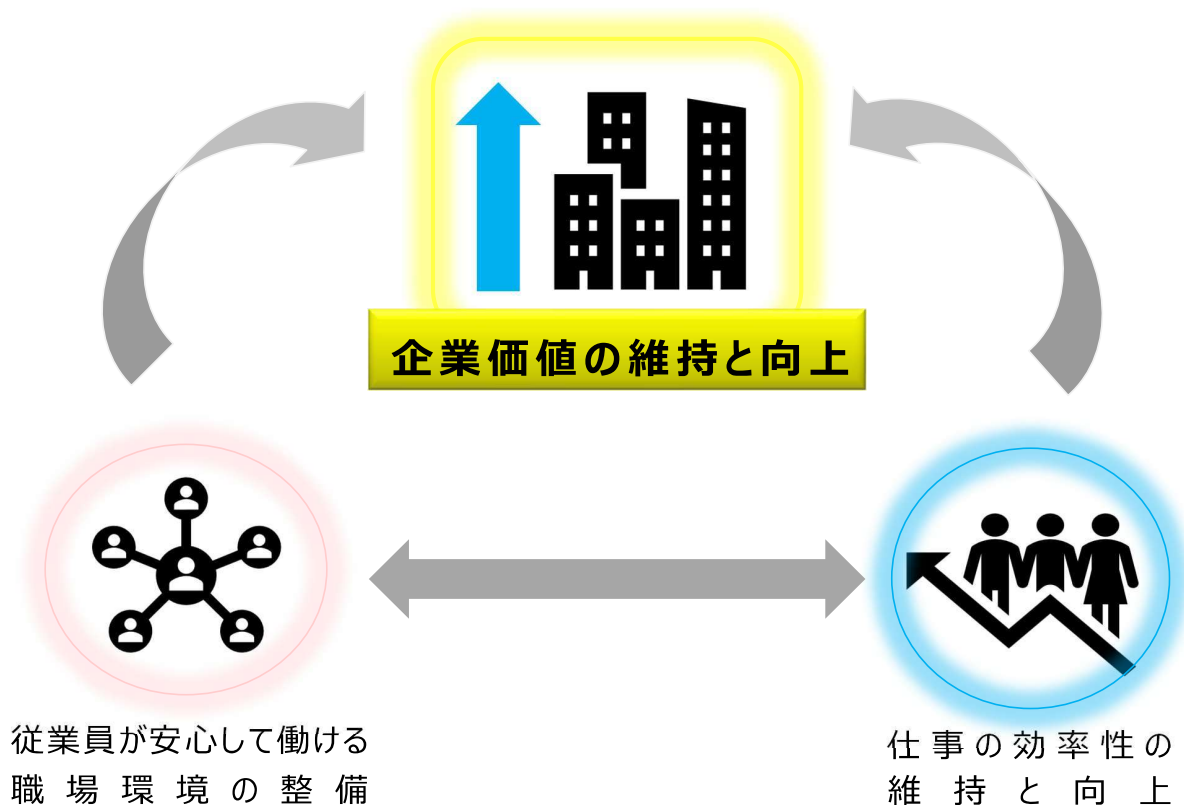 企業価値の維持と向上
従業員が安心して働ける
職場環境の整備
仕事の効率性の
維持と向上